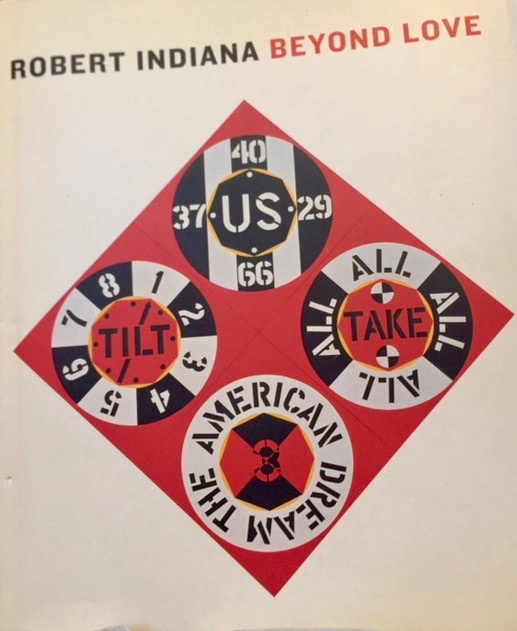 ROBERT INDIANA BEYOND LOVE
40
37 US 29
66
8 1 2 3 4 5 6 7
TILT
ALL ALL ALL ALL
TAKE
THE AMERICAN DREAM